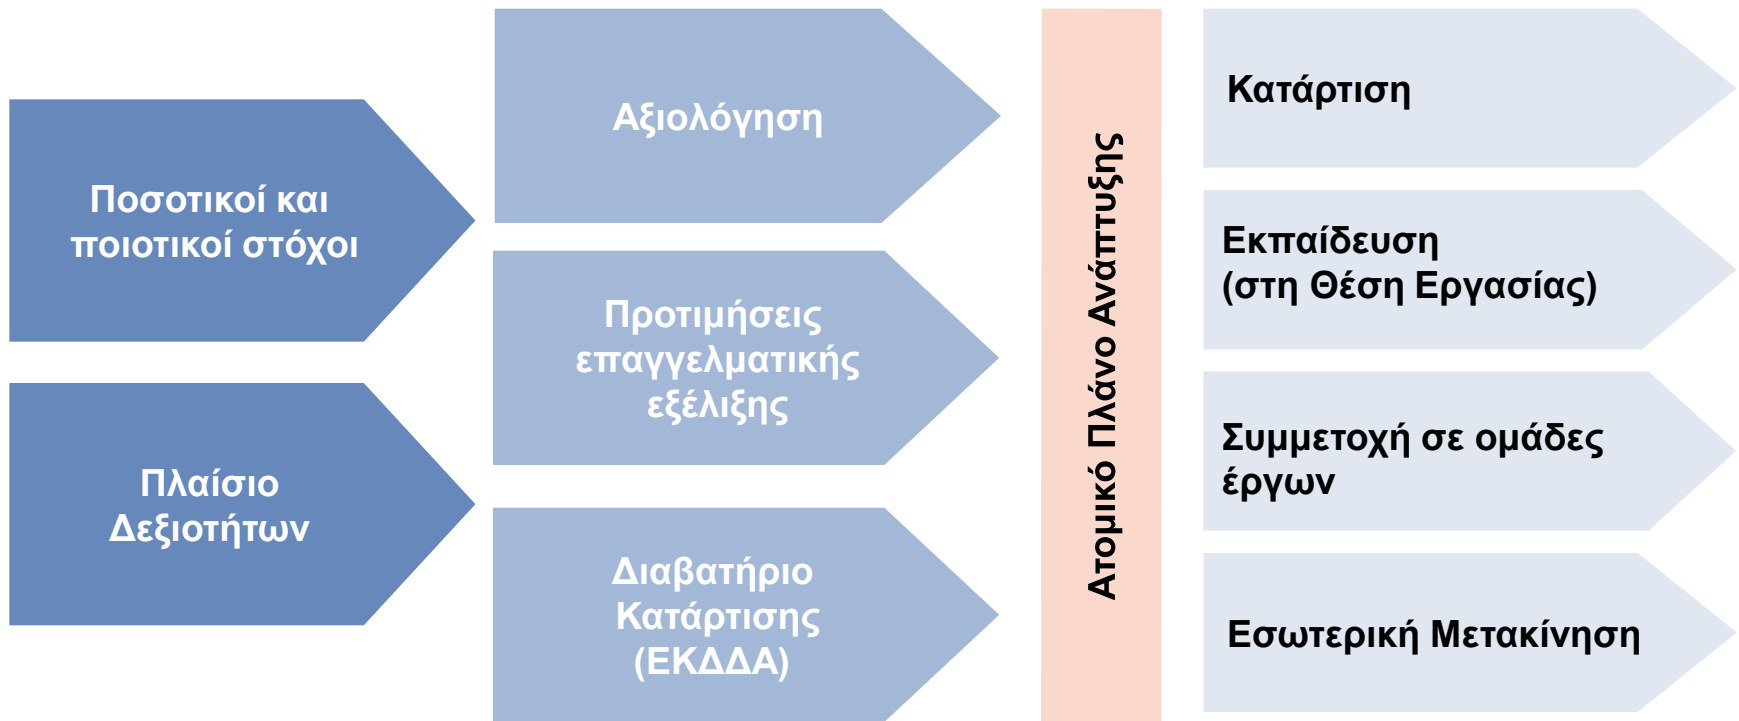 Ποσοτικοί και
ποιοτικοί στόχοι
Πλαίσιο
Δεξιοτήτων
Αξιολόγηση
Προτιμήσεις
επαγγελματικής
εξέλιξης
Διαβατήριο
Κατάρτισης
(ΕΚΔΔΑ)
Ατομικό Πλάνο Ανάπτυξης
Κατάρτιση
Εκπαίδευση
(στη Θέση Εργασίας)
Συμμετοχή σε ομάδες
έργων
Εσωτερική Μετακίνηση